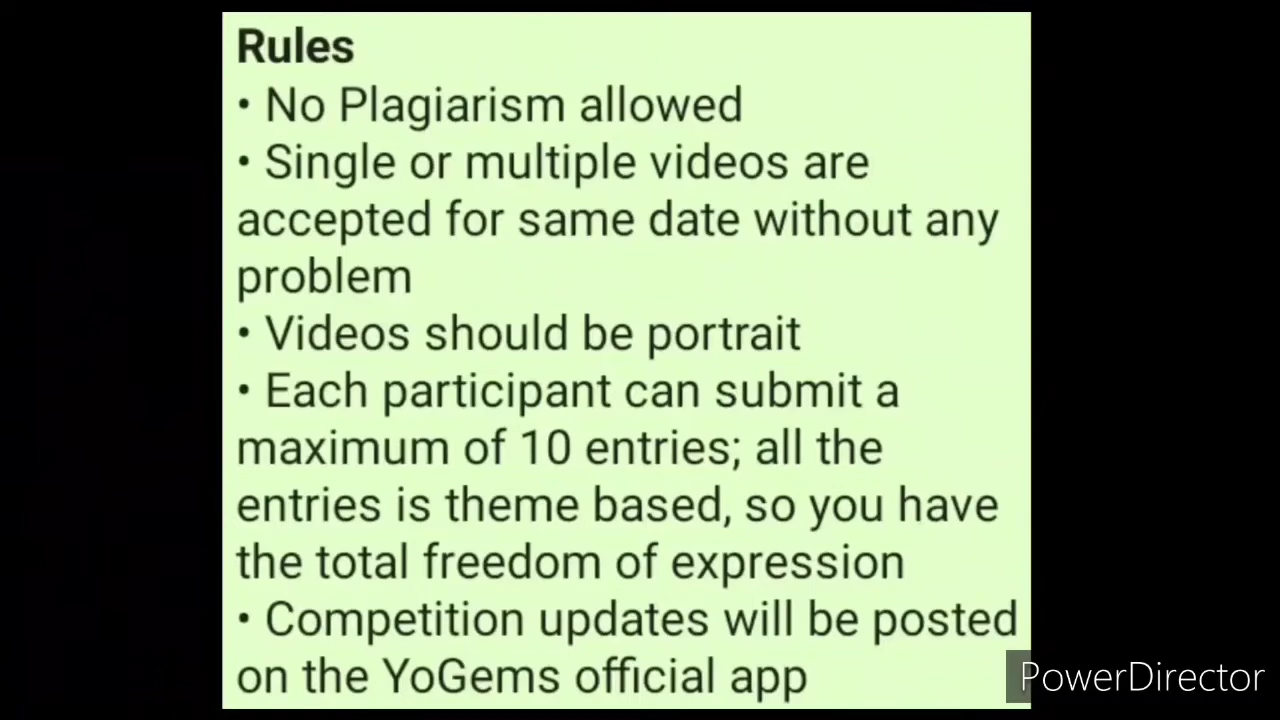 Rules
• No Plagiarism allowed
• Single or multiple videos are
accepted for same date without any
problem
• Videos should be portrait
• Each participant can submit a
maximum of 10 entries; all the
entries is theme based, so you have
the total freedom of expression
• Competition updates will be posted
on the YoGems official app
PowerDirector